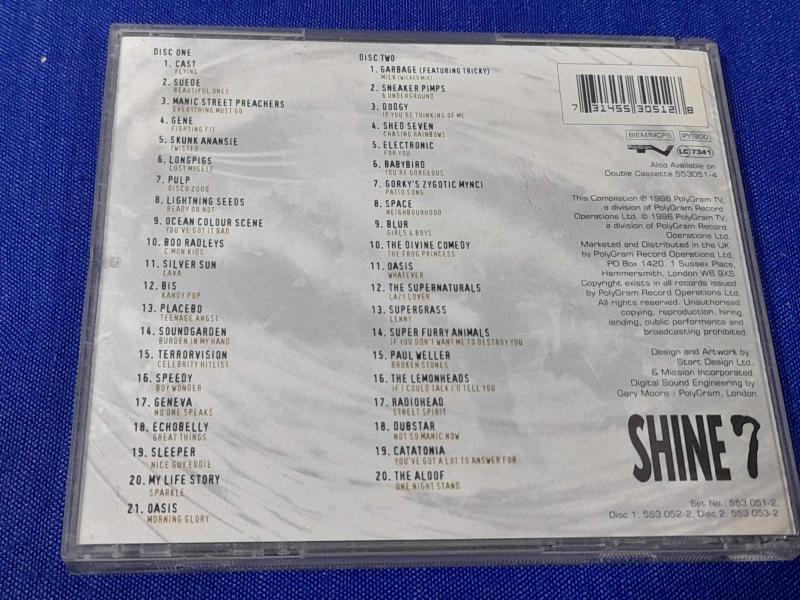 DISC ONE
1. CAST
FLYING
2. SUEDE
BEAUTIFUL ONES
3. MANIC STREET PREACHERS
EVERYTHING MUST GO
4. GENE
FIGHTING FIT
5. SKUNK ANANSIE
TWISTED
6. LONGPIGS
LOST MYSELF
7. PULP
DISCO 2000
8. LIGHTNING SEEDS
READY OR NOT
9. OCEAN COLOUR SCENE
YOU'VE GOT IT BAD
10. BOO RADLEYS
C'MON KIDS
11. SILVER SUN
LAVA
12. BIS
KANDY POP
13. PLACEBO
TEENAGE ANGST
14. SOUNDGARDEN
BURDEN IN MY HAND
15. TERRORVISION
CELEBRITY HITLIST
16. SPEEDY
BOY WONDER
17. GENEVA
NO ONE SPEAKS
18. ECHOBELLY
GREAT THINGS
19. SLEEPER
NICE GUY EDDIE
20. MY LIFE STORY
SPARKLE
21. OASIS
MORNING GLORY
DISC TWO
1. GARBAGE (FEATURING TRICKY)
MILK (WICKED MIX)
2. SNEAKER PIMPS
6 UNDERGROUND
3. DODGY
IF YOU'RE THINKING OF ME
4. SHED SEVEN
CHASING RAINBOWS
5. ELECTRONIC
FOR YOU
6. BABYBIRD
YOU'RE GORGEOUS
7. GORKY'S ZYGOTIC MYNCI
PATIO SONG
8. SPACE
NEIGHBOURHOOD
9. BLUR
GIRLS & BOYS
10. THE DIVINE COMEDY
THE FROG PRINCESS
11. OASIS
WHATEVER
12. THE SUPERNATURALS
LAZY LOVER
13. SUPERGRASS
LENNY
14. SUPER FURRY ANIMALS
IF YOU DON'T WANT ME TO DESTROY YOU
15. PAUL WELLER
BROKEN STONES
16. THE LEMONHEADS
IF I COULD TALK I'D TELL YOU
17. RADIOHEAD
STREET SPIRIT
18. DUBSTAR
NOT SO MANIC NOW
19. CATATONIA
YOU'VE GOT A LOT TO ANSWER FOR
20. THE ALOOF
ONE NIGHT STAND
7 31455 30512 8
BIEM/MCPS PY 900
PolyGram TV LC 7341
Also Available on
Double Cassette 553051-4
This Compilation ℗ 1996 PolyGram TV,
a division of PolyGram Record
Operations Ltd. © 1996 PolyGram TV,
a division of PolyGram Record
Operations Ltd.
Marketed and Distributed in the UK
by PolyGram Record Operations Ltd.
PO Box 1420, 1 Sussex Place,
Hammersmith, London W6 9XS.
Copyright exists in all records issued
by PolyGram Record Operations Ltd.
All rights reserved. Unauthorised
copying, reproduction, hiring,
lending, public performance and
broadcasting prohibited.
Design and Artwork by
Start Design Ltd.
& Mission Incorporated.
Digital Sound Engineering by
Gary Moore - PolyGram, London.
SHINE 7
Set No.: 553 051-2,
Disc 1: 553 052-2, Disc 2: 553 053-2